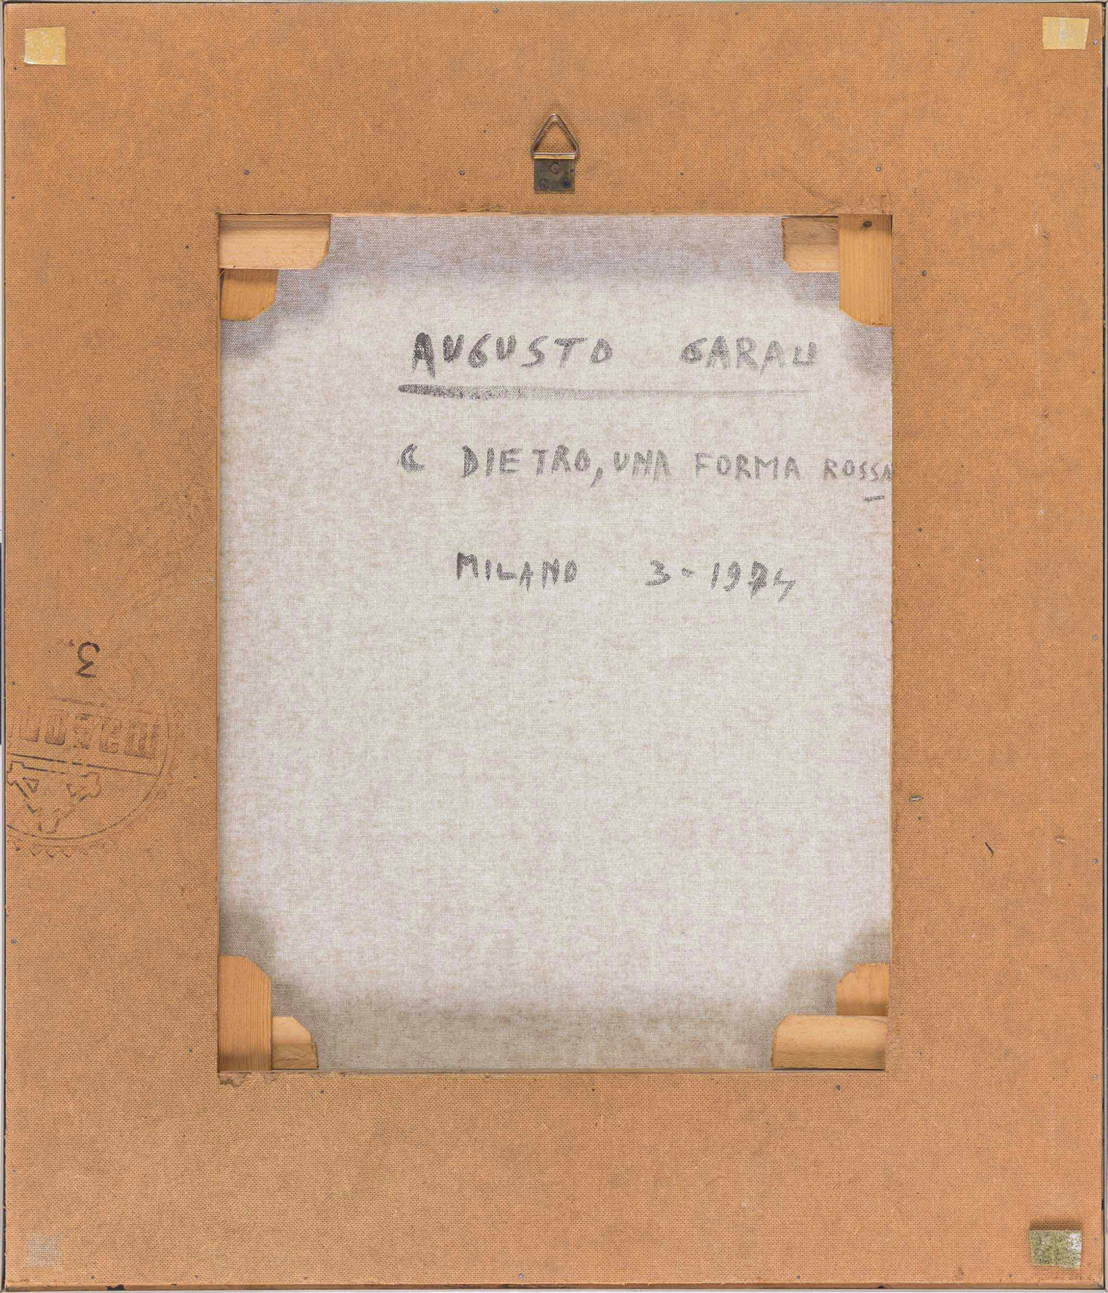 AUGUSTO GARAU
DIETRO, UNA FORMA ROSSA
MILANO 3-1974
3